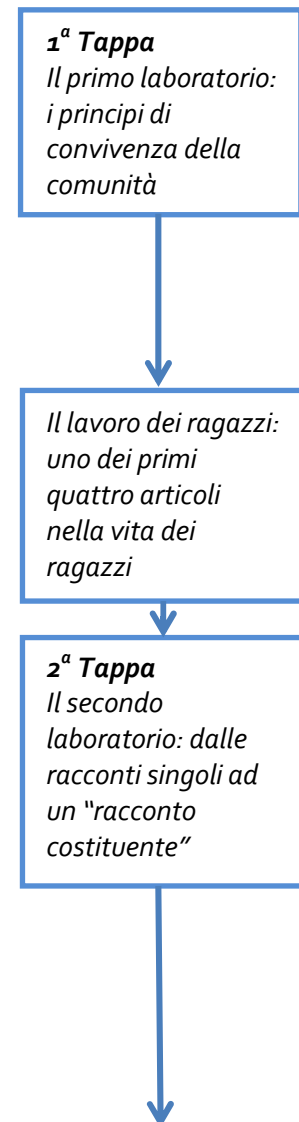 1ª Tappa
Il primo laboratorio:
i principi di
convivenza della
comunità
Il lavoro dei ragazzi:
uno dei primi
quattro articoli
nella vita dei
ragazzi
2ª Tappa
Il secondo
laboratorio: dalle
racconti singoli ad
un “racconto
costituente”